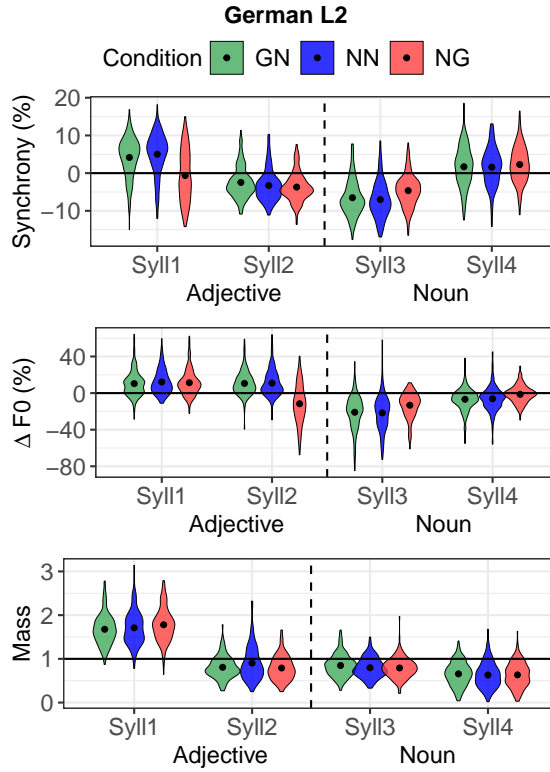 German L2
Condition GN NN NG
Synchrony (%)
20
10
0
−10
Syll1 Syll2 Syll3 Syll4
Adjective Noun
Δ F0 (%)
40
0
−40
−80
Syll1 Syll2 Syll3 Syll4
Adjective Noun
Mass
3
2
1
0
Syll1 Syll2 Syll3 Syll4
Adjective Noun